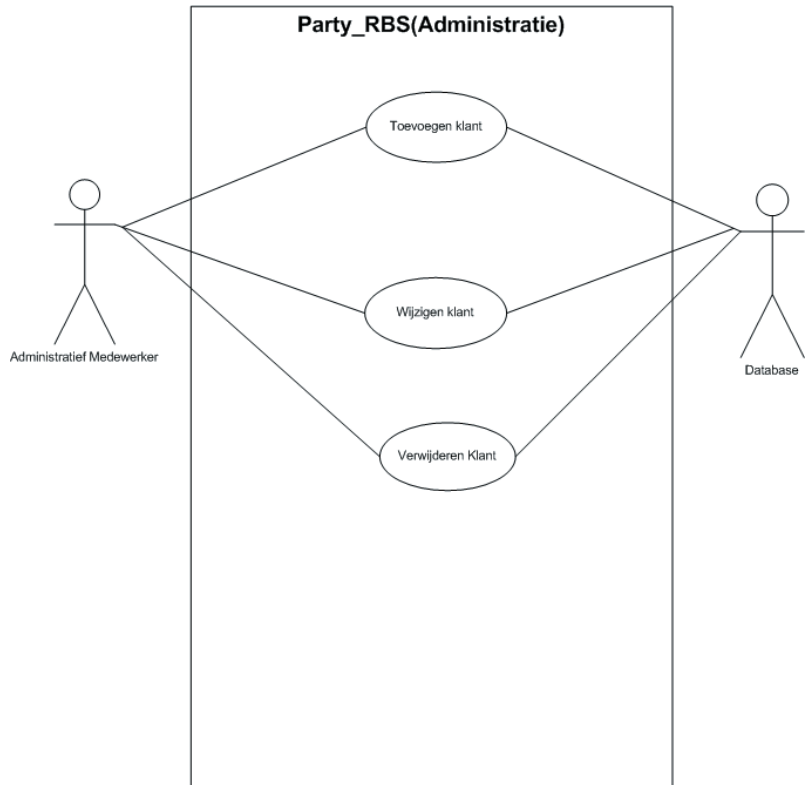 Party_RBS(Administratie)
Toevoegen klant
Wijzigen klant
Administratief Medewerker
Database
Verwijderen Klant